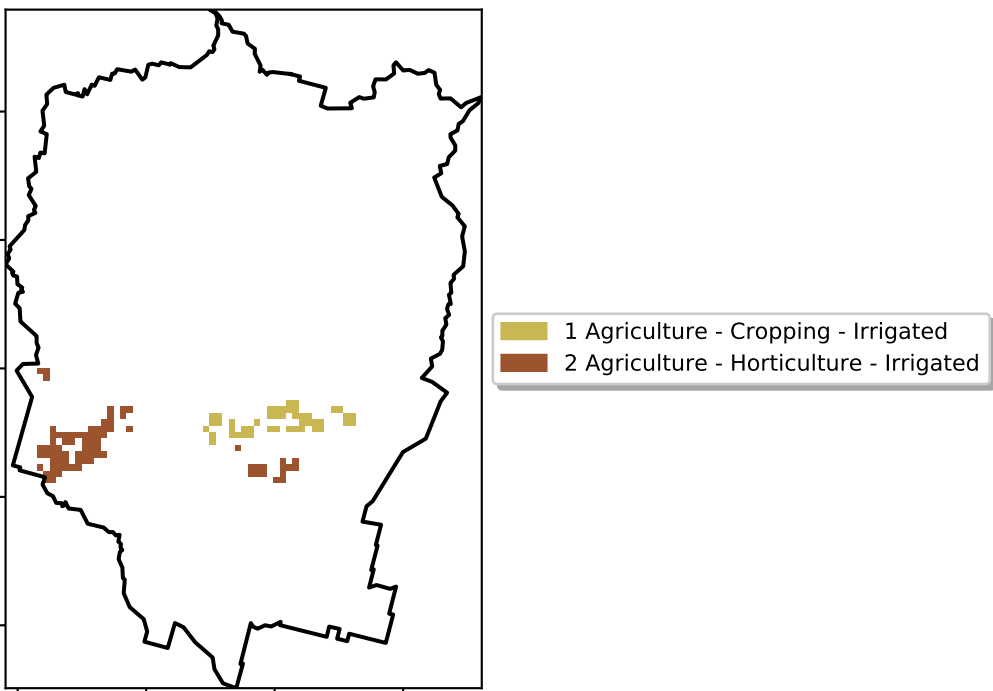 1 Agriculture - Cropping - Irrigated
2 Agriculture - Horticulture - Irrigated